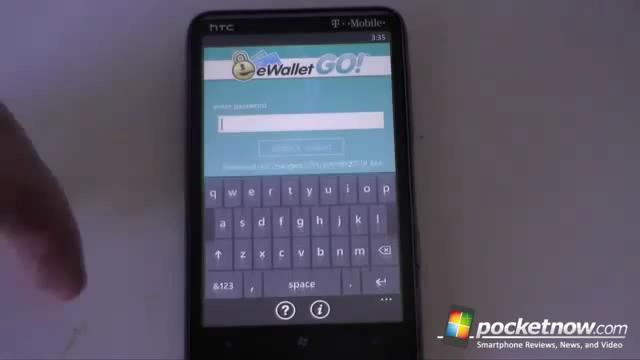 hTC
T··Mobile·
3:35
eWallet GO!
enter password
q w e r t y u i o p
a s d f g h j k l
z x c v b n m
&123 , space .
? i ...
pocketnow.com
Smartphone Reviews, News, and Video